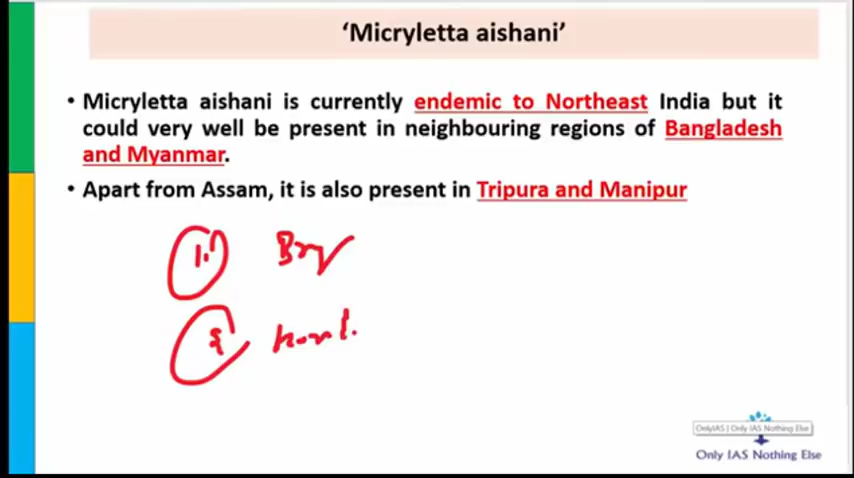 ‘Micryletta aishani’
• Micryletta aishani is currently endemic to Northeast India but it
could very well be present in neighbouring regions of Bangladesh
and Myanmar.
• Apart from Assam, it is also present in Tripura and Manipur
OnlyIAS | Only IAS Nothing Else
Only IAS Nothing Else